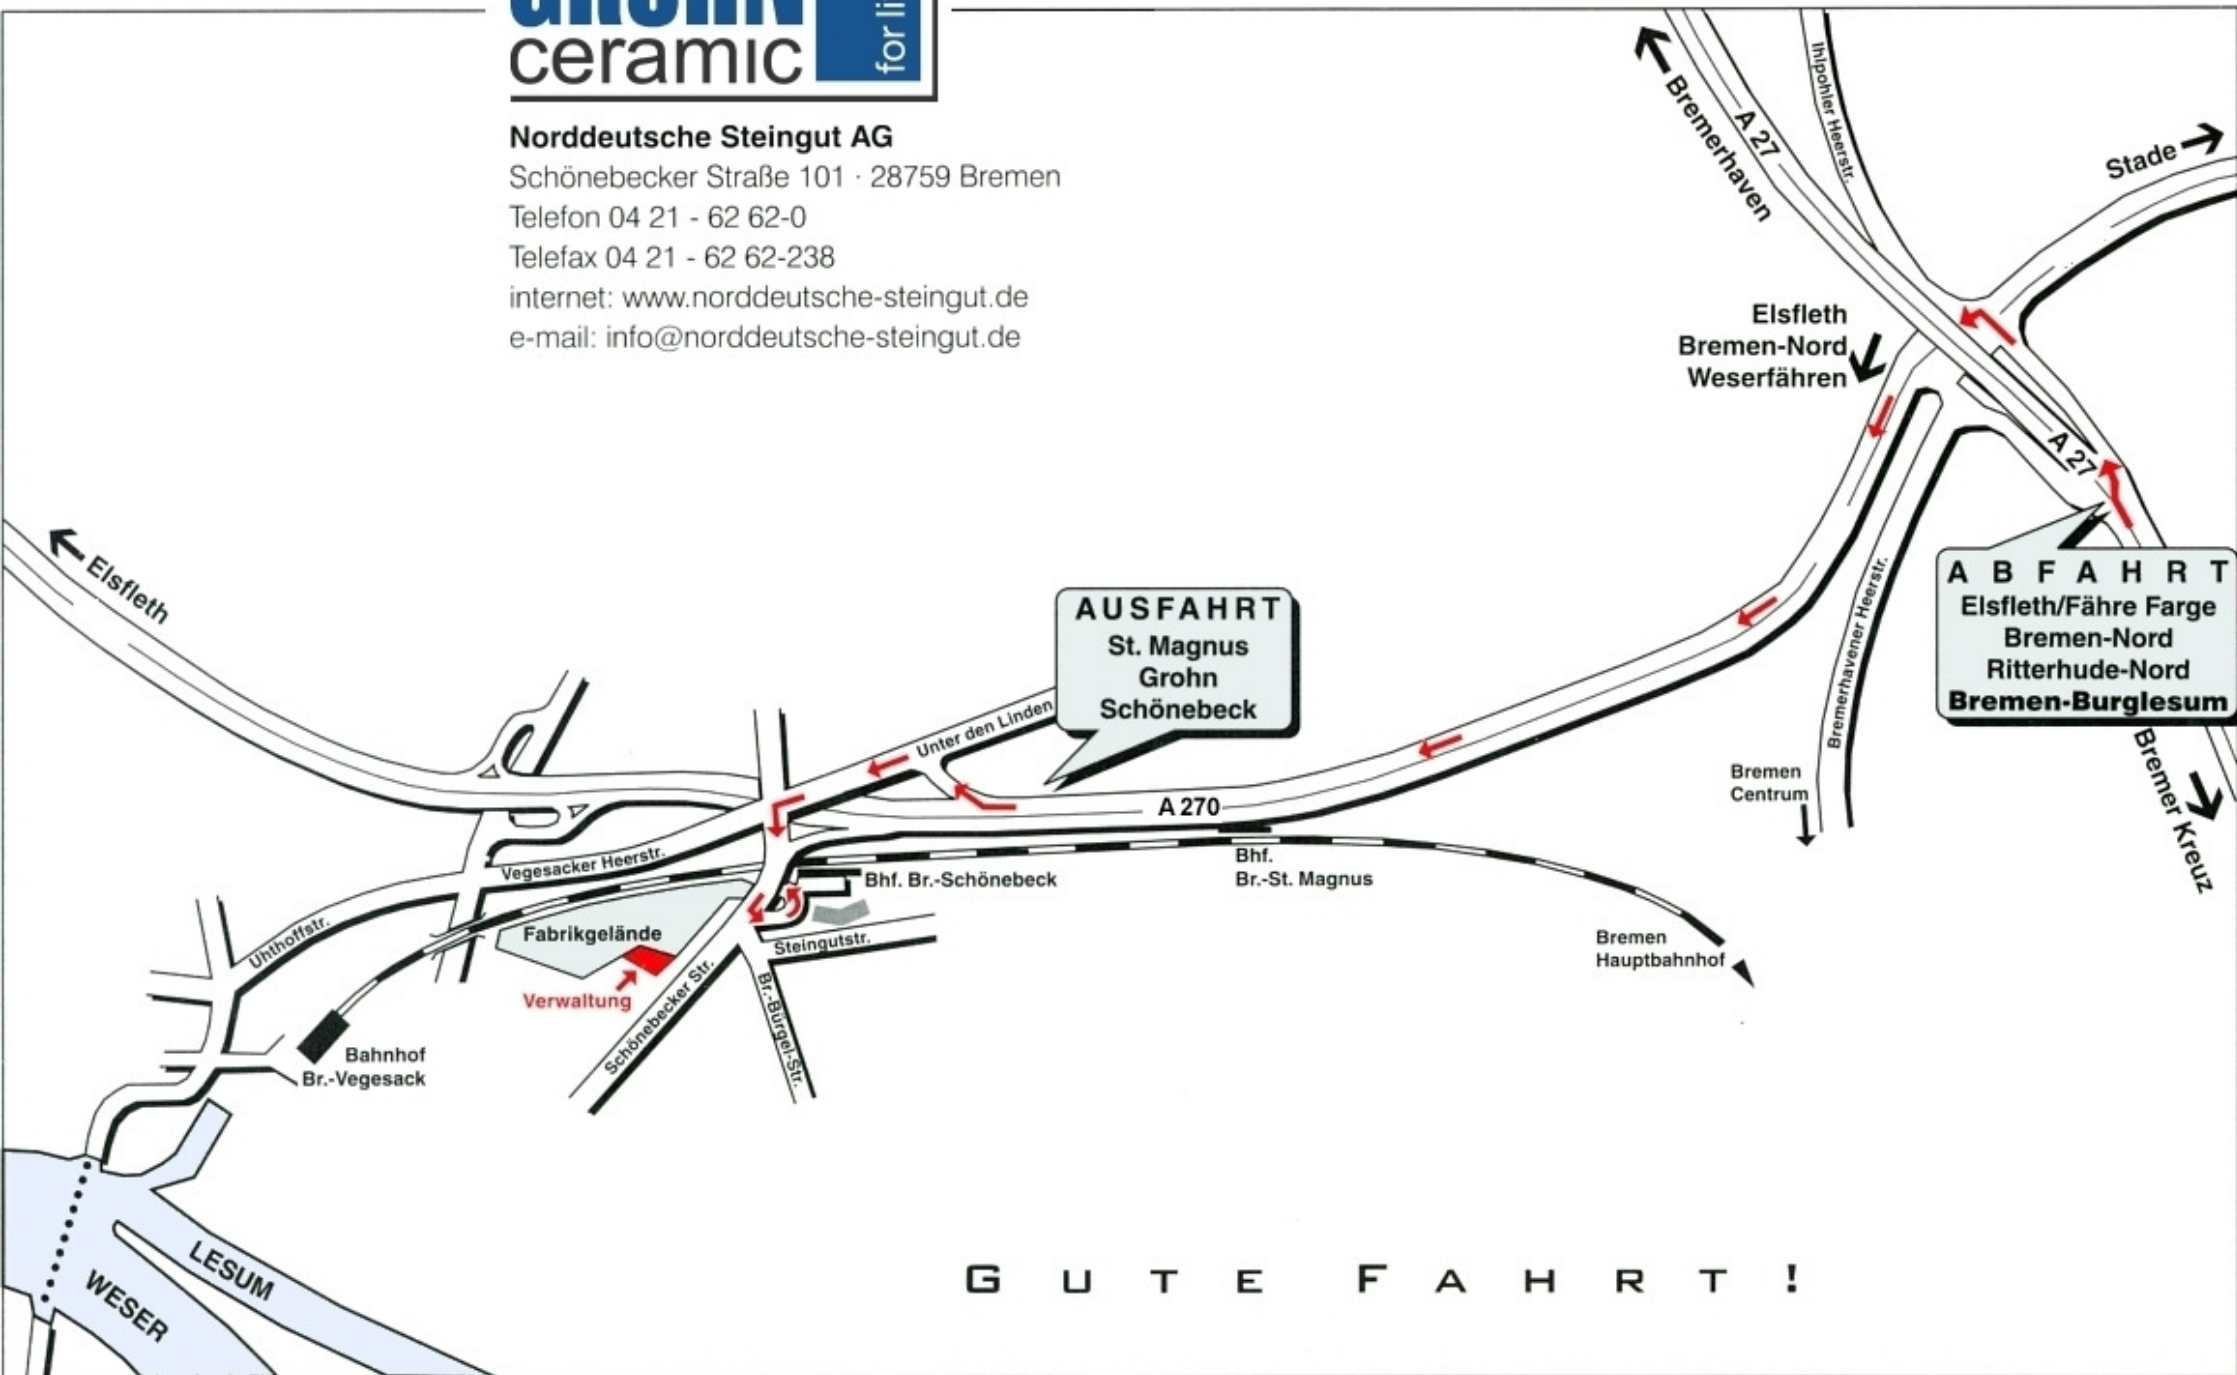 ceramic
for li
Norddeutsche Steingut AG
Schönebecker Straße 101 · 28759 Bremen
Telefon 04 21 - 62 62-0
Telefax 04 21 - 62 62-238
internet: www.norddeutsche-steingut.de
e-mail: info@norddeutsche-steingut.de
Bremerhaven
A 27
Ihlpohler Heerstr.
Stade
Elsfleth
Bremen-Nord
Weserfähren
A 27
A B F A H R T
Elsfleth/Fähre Farge
Bremen-Nord
Ritterhude-Nord
Bremen-Burglesum
Bremer Kreuz
Bremerhavener Heerstr.
Bremen
Centrum
Elsfleth
AUSFAHRT
St. Magnus
Grohn
Schönebeck
Unter den Linden
A 270
Vegesacker Heerstr.
Bhf. Br.-Schönebeck
Bhf.
Br.-St. Magnus
Bremen
Hauptbahnhof
Uhthoffstr.
Fabrikgelände
Verwaltung
Steingutstr.
Schönebecker Str.
Br.-Bürgel-Str.
Bahnhof
Br.-Vegesack
LESUM
WESER
GUTE FAHRT!